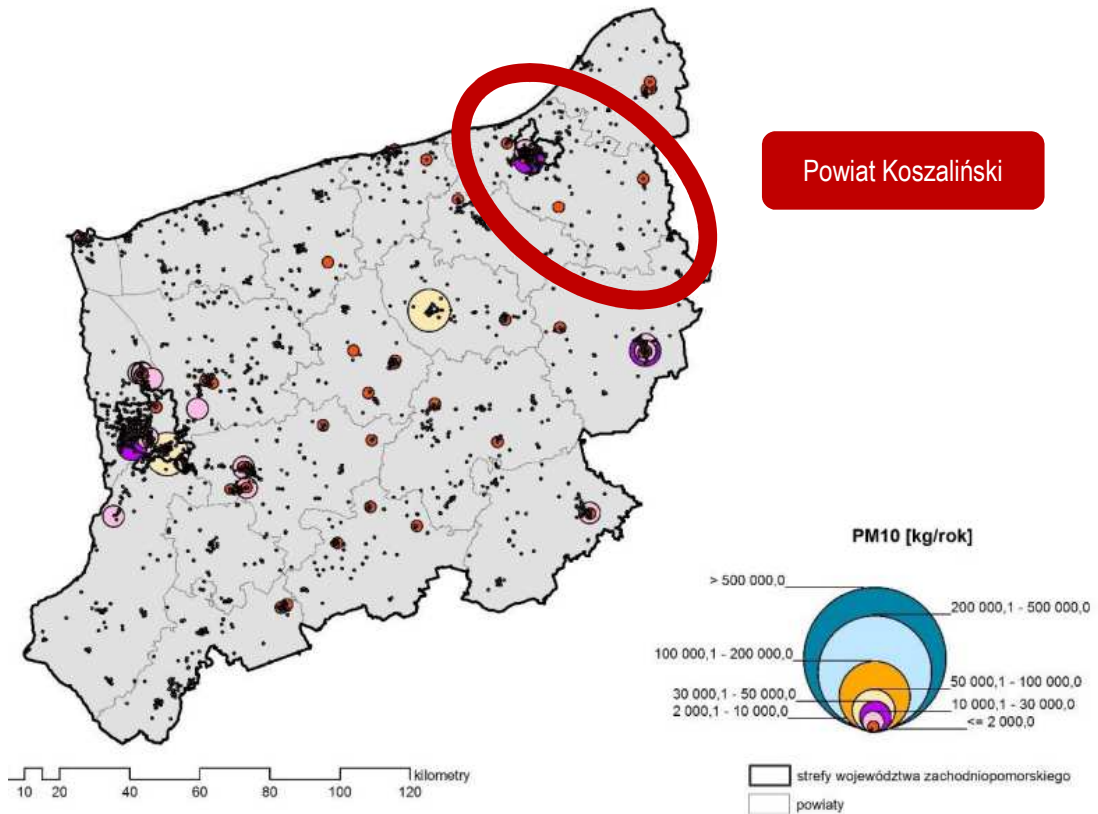 Powiat Koszaliński
PM10 [kg/rok]
> 500 000,0
200 000,1 - 500 000,0
100 000,1 - 200 000,0
50 000,1 - 100 000,0
30 000,1 - 50 000,0
10 000,1 - 30 000,0
2 000,1 - 10 000,0
<= 2 000,0
kilometry
10 20 40 60 80 100 120
strefy województwa zachodniopomorskiego
powiaty